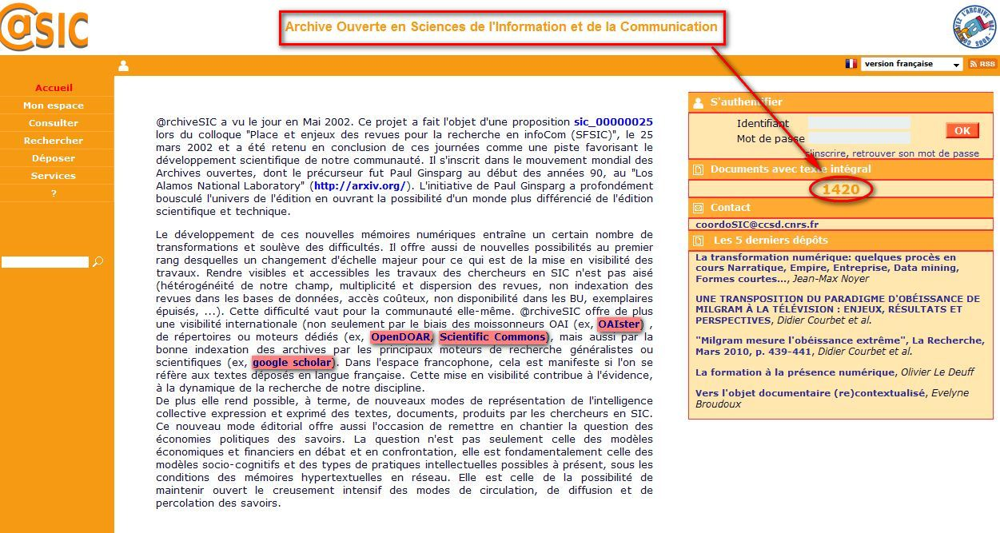 @SIC
Archive Ouverte en Sciences de l'Information et de la Communication
version française
RSS
Accueil
Mon espace
Consulter
Rechercher
Déposer
Services
?
@rchiveSIC a vu le jour en Mai 2002. Ce projet a fait l'objet d'une proposition sic_00000025
lors du colloque "Place et enjeux des revues pour la recherche en infoCom (SFSIC)", le 25
mars 2002 et a été retenu en conclusion de ces journées comme une piste favorisant le
développement scientifique de notre communauté. Il s'inscrit dans le mouvement mondial des
Archives ouvertes, dont le précurseur fut Paul Ginsparg au début des années 90, au "Los
Alamos National Laboratory" (http://arxiv.org/). L'initiative de Paul Ginsparg a profondément
bousculé l'univers de l'édition en ouvrant la possibilité d'un monde plus différencié de l'édition
scientifique et technique.
Le développement de ces nouvelles mémoires numériques entraîne un certain nombre de
transformations et soulève des difficultés. Il offre aussi de nouvelles possibilités au premier
rang desquelles un changement d'échelle majeur pour ce qui est de la mise en visibilité des
travaux. Rendre visibles et accessibles les travaux des chercheurs en SIC n'est pas aisé
(hétérogénéité de notre champ, multiplicité et dispersion des revues, non indexation des
revues dans les bases de données, accès coûteux, non disponibilité dans les BU, exemplaires
épuisés, ...). Cette difficulté vaut pour la communauté elle-même. @rchiveSIC offre de plus
une visibilité internationale (non seulement par le biais des moissonneurs OAI (ex, OAIster) ,
de répertoires ou moteurs dédiés (ex, OpenDOAR, Scientific Commons), mais aussi par la
bonne indexation des archives par les principaux moteurs de recherche généralistes ou
scientifiques (ex, google scholar). Dans l'espace francophone, cela est manifeste si l'on se
réfère aux textes déposés en langue française. Cette mise en visibilité contribue à l'évidence,
à la dynamique de la recherche de notre discipline.
De plus elle rend possible, à terme, de nouveaux modes de représentation de l'intelligence
collective expression et exprimé des textes, documents, produits par les chercheurs en SIC.
Ce nouveau mode éditorial offre aussi l'occasion de remettre en chantier la question des
économies politiques des savoirs. La question n'est pas seulement celle des modèles
économiques et financiers en débat et en confrontation, elle est fondamentalement celle des
modèles socio-cognitifs et des types de pratiques intellectuelles possibles à présent, sous les
conditions des mémoires hypertextuelles en réseau. Elle est celle de la possibilité de
maintenir ouvert le creusement intensif des modes de circulation, de diffusion et de
percolation des savoirs.
S'authentifier
Identifiant
Mot de passe
OK
s'inscrire, retrouver son mot de passe
Documents avec texte intégral
1420
Contact
coordoSIC@ccsd.cnrs.fr
Les 5 derniers dépôts
La transformation numérique: quelques procès en
cours Narratique, Empire, Entreprise, Data mining,
Formes courtes..., Jean-Max Noyer
UNE TRANSPOSITION DU PARADIGME D'OBÉISSANCE DE
MILGRAM À LA TÉLÉVISION : ENJEUX, RÉSULTATS ET
PERSPECTIVES, Didier Courbet et al.
"Milgram mesure l'obéissance extrême", La Recherche,
Mars 2010, p. 439-441, Didier Courbet et al.
La formation à la présence numérique, Olivier Le Deuff
Vers l'objet documentaire (re)contextualisé, Evelyne
Broudoux